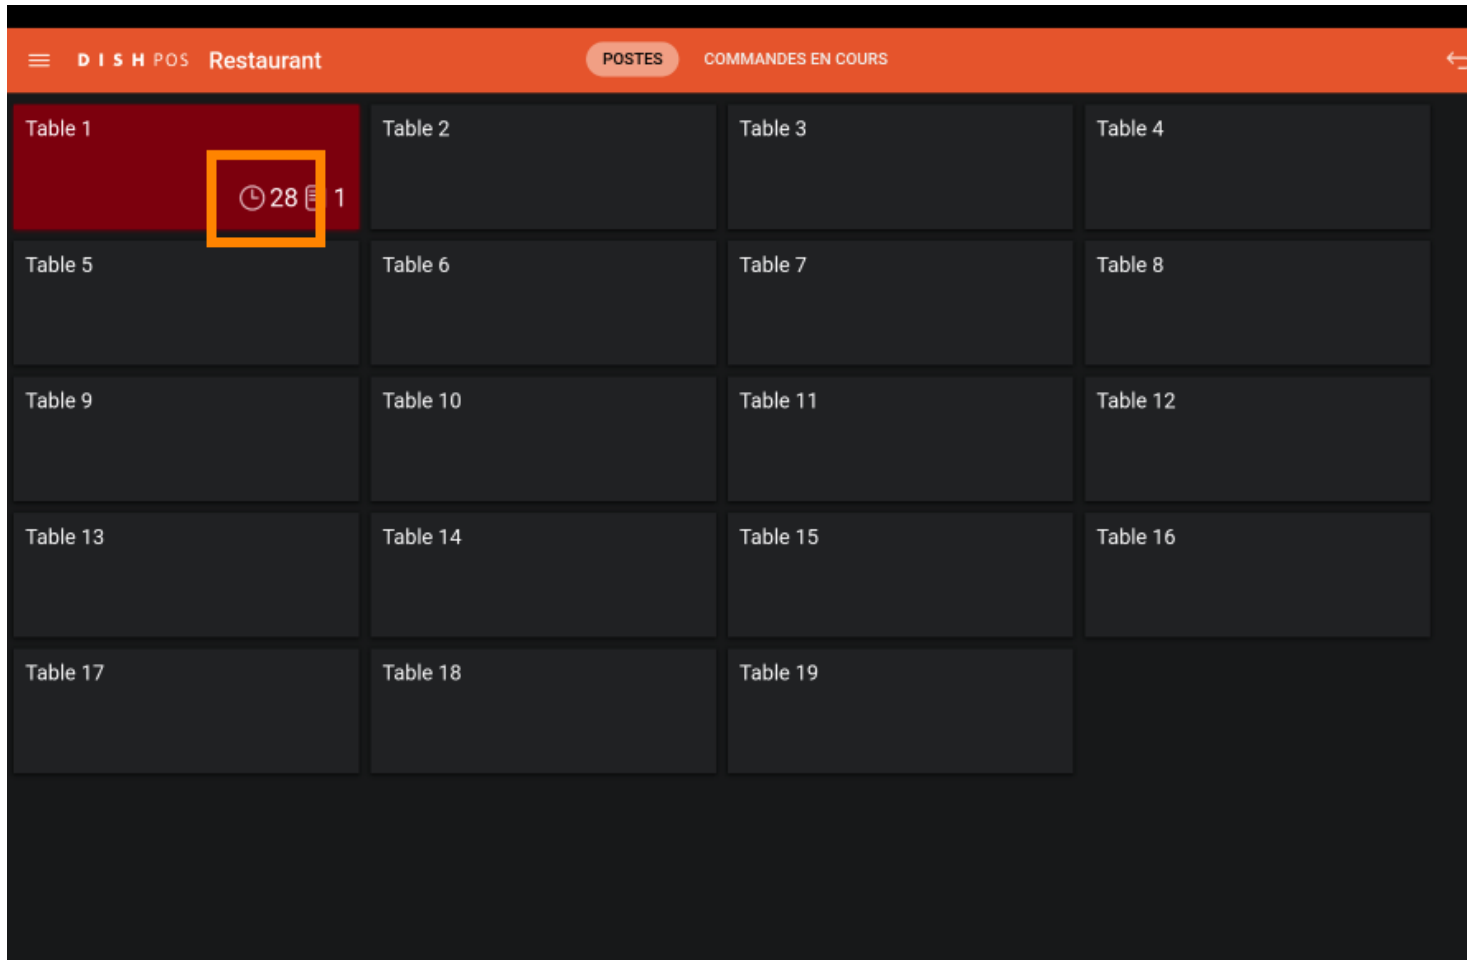 DISH POS Restaurant POSTES COMMANDES EN COURS
Table 1 Table 2 Table 3 Table 4
28 1
Table 5 Table 6 Table 7 Table 8
Table 9 Table 10 Table 11 Table 12
Table 13 Table 14 Table 15 Table 16
Table 17 Table 18 Table 19